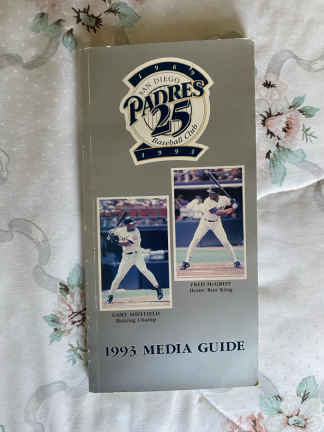 1969
SAN DIEGO
PADRES
25
Baseball Club
1993
FRED McGRIFF
Home Run King
GARY SHEFFIELD
Batting Champ
1993 MEDIA GUIDE